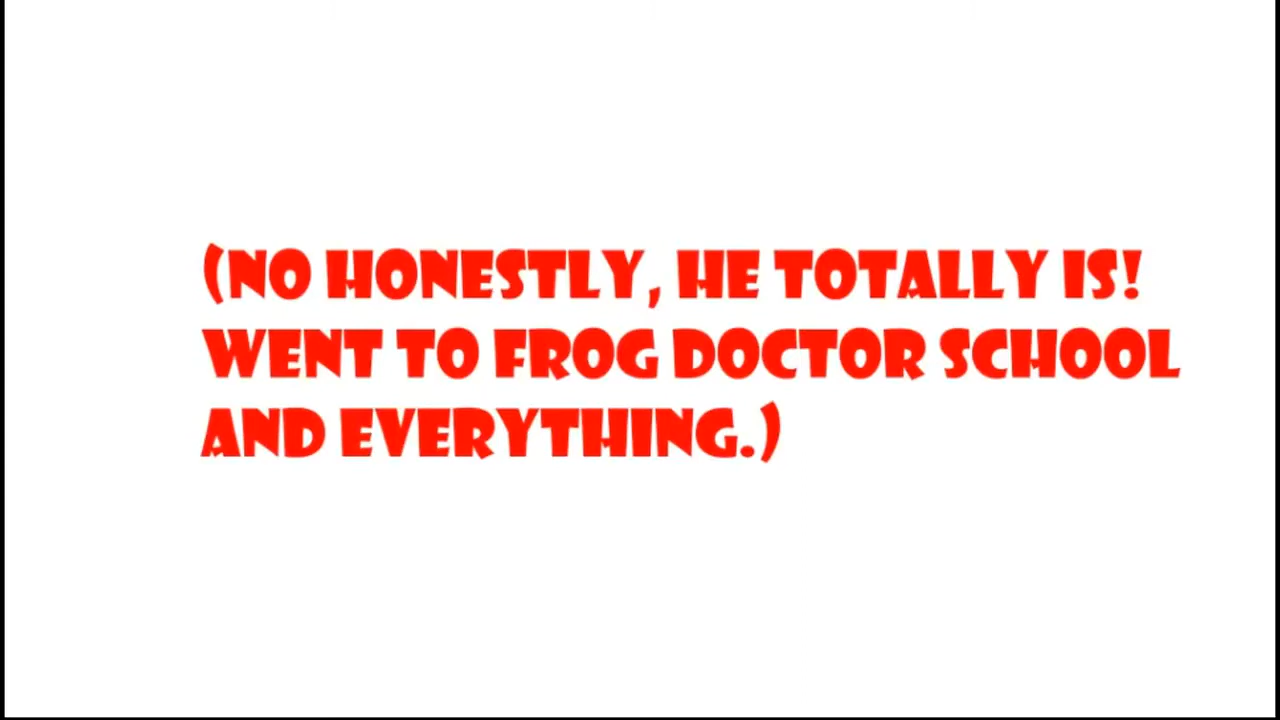 (NO HONESTLY, HE TOTALLY IS!
WENT TO FROG DOCTOR SCHOOL
AND EVERYTHING.)